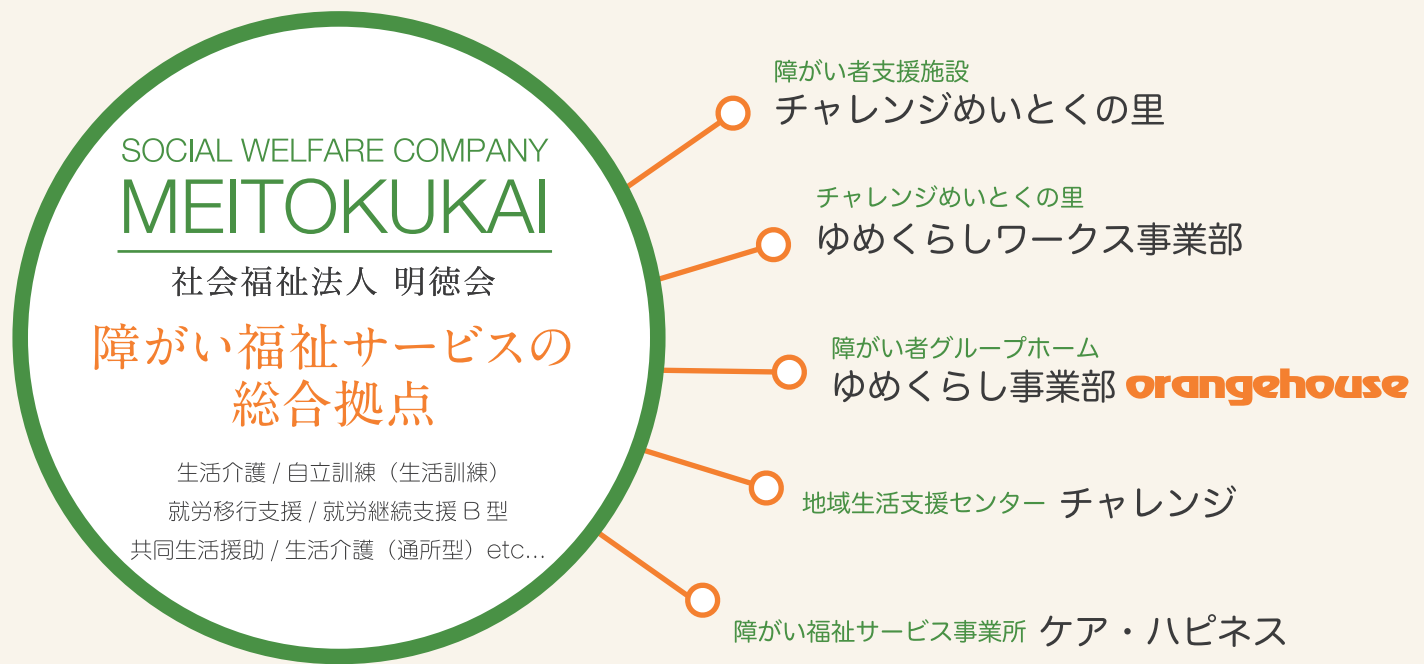 SOCIAL WELFARE COMPANY
MEITOKUKAI
社会福祉法人 明徳会
障がい福祉サービスの
総合拠点
生活介護 / 自立訓練（生活訓練）
就労移行支援 / 就労継続支援 B 型
共同生活援助 / 生活介護（通所型）etc...
障がい者支援施設
チャレンジめいとくの里
チャレンジめいとくの里
ゆめくらしワークス事業部
障がい者グループホーム
ゆめくらし事業部 orangehouse
地域生活支援センター チャレンジ
障がい福祉サービス事業所 ケア・ハピネス